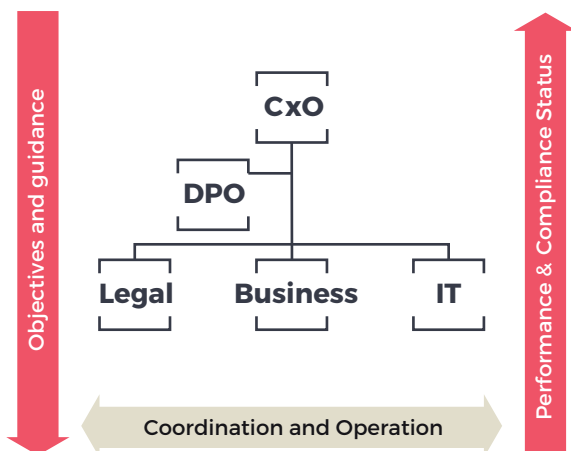 Objectives and guidance
CxO
DPO
Legal
Business
IT
Performance & Compliance Status
Coordination and Operation